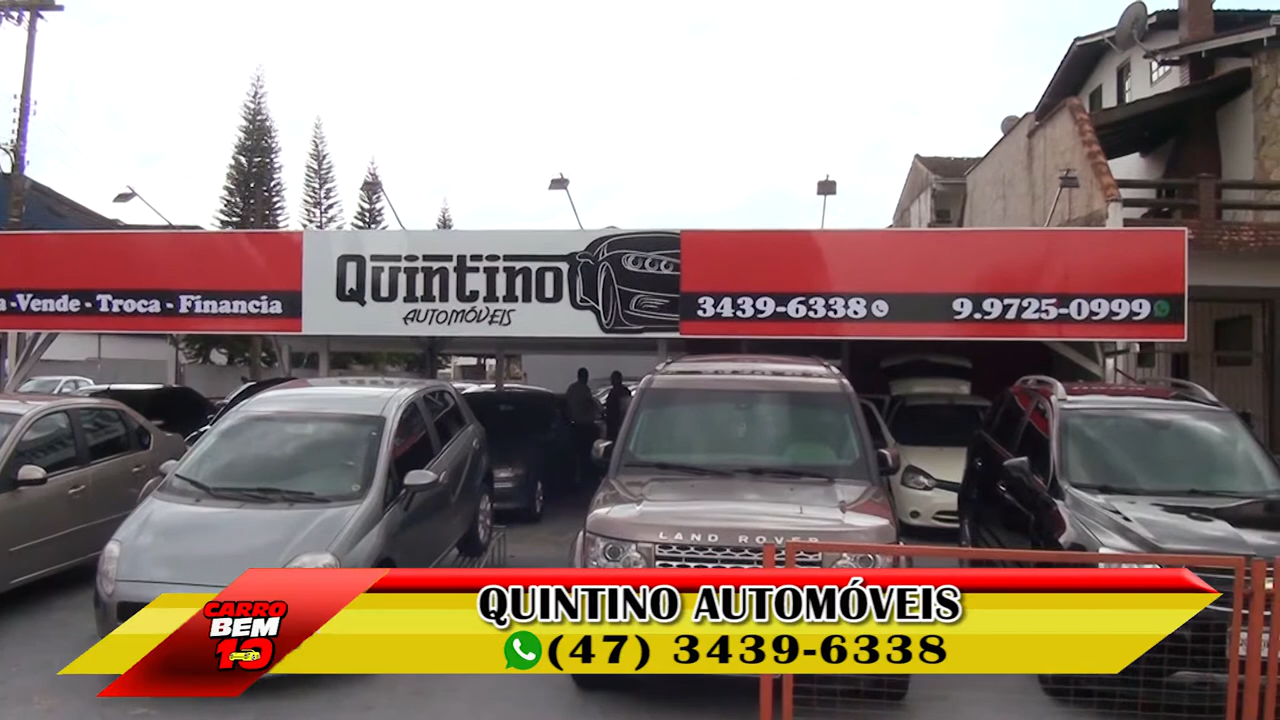 -Vende - Troca - Financia
Quintino
AUTOMÓVEIS
3439-6338
9.9725-0999
LAND ROVER
CARRO
BEM
10
QUINTINO AUTOMÓVEIS
(47) 3439-6338